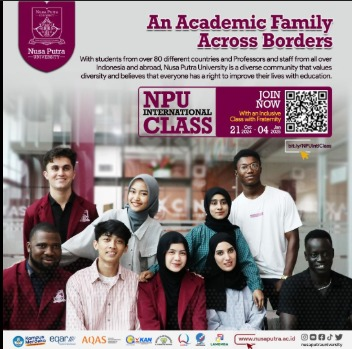 Nusa Putra
UNIVERSITY
An Academic Family
Across Borders
With students from over 80 different countries and Professors and staff from all over
Indonesia and abroad, Nusa Putra University is a diverse community that values
diversity and believes that everyone has a right to improve their lives with education.
NPU
INTERNATIONAL
CLASS
JOIN
NOW
With an Inclusive
Class with Fraternity
21 Oct 2024 - 04 Jan 2025
bit.ly/NPUIntlClass
eqar
AQAS
KAN
www.nusaputra.ac.id
nusaputrauniversity